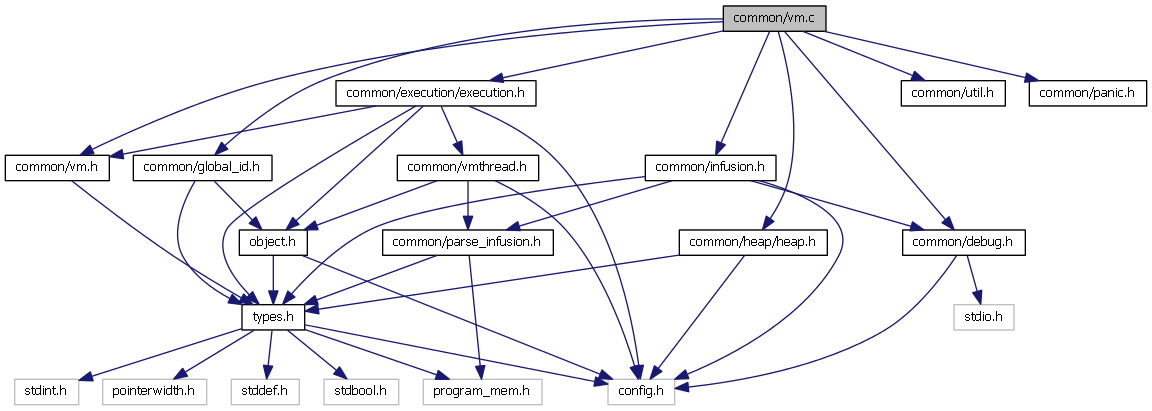 common/vm.c
common/execution/execution.h
common/util.h
common/panic.h
common/vm.h
common/global_id.h
common/vmthread.h
common/infusion.h
object.h
common/parse_infusion.h
common/heap/heap.h
common/debug.h
types.h
stdio.h
stdint.h
pointerwidth.h
stddef.h
stdbool.h
program_mem.h
config.h